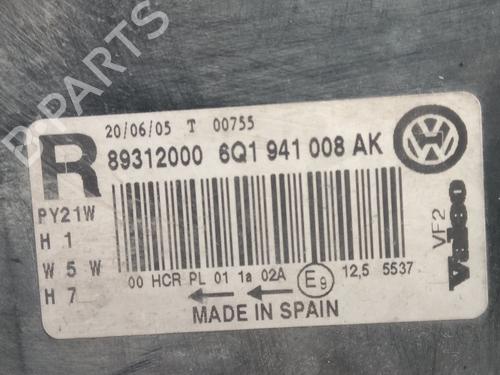 B-PARTS
20/06/05 T 00755
R
89312000 6Q1 941 008 AK
PY21W
H 1
W 5 W
H 7
00 HCR PL 01 1a 02A E9 12,5 5537
MADE IN SPAIN
VF2
Valeo